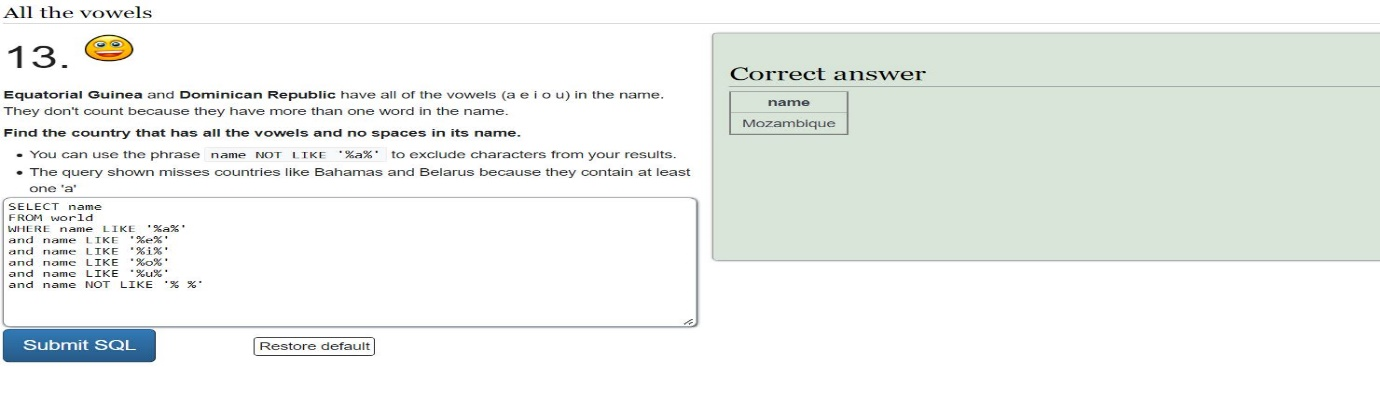 All the vowels
13.
Equatorial Guinea and Dominican Republic have all of the vowels (a e i o u) in the name.
They don't count because they have more than one word in the name.
Find the country that has all the vowels and no spaces in its name.
• You can use the phrase name NOT LIKE '%a%' to exclude characters from your results.
• The query shown misses countries like Bahamas and Belarus because they contain at least
one 'a'
SELECT name
FROM world
WHERE name LIKE '%a%'
and name LIKE '%e%'
and name LIKE '%i%'
and name LIKE '%o%'
and name LIKE '%u%'
and name NOT LIKE '% %'
Submit SQL
Restore default
Correct answer
name
Mozambique